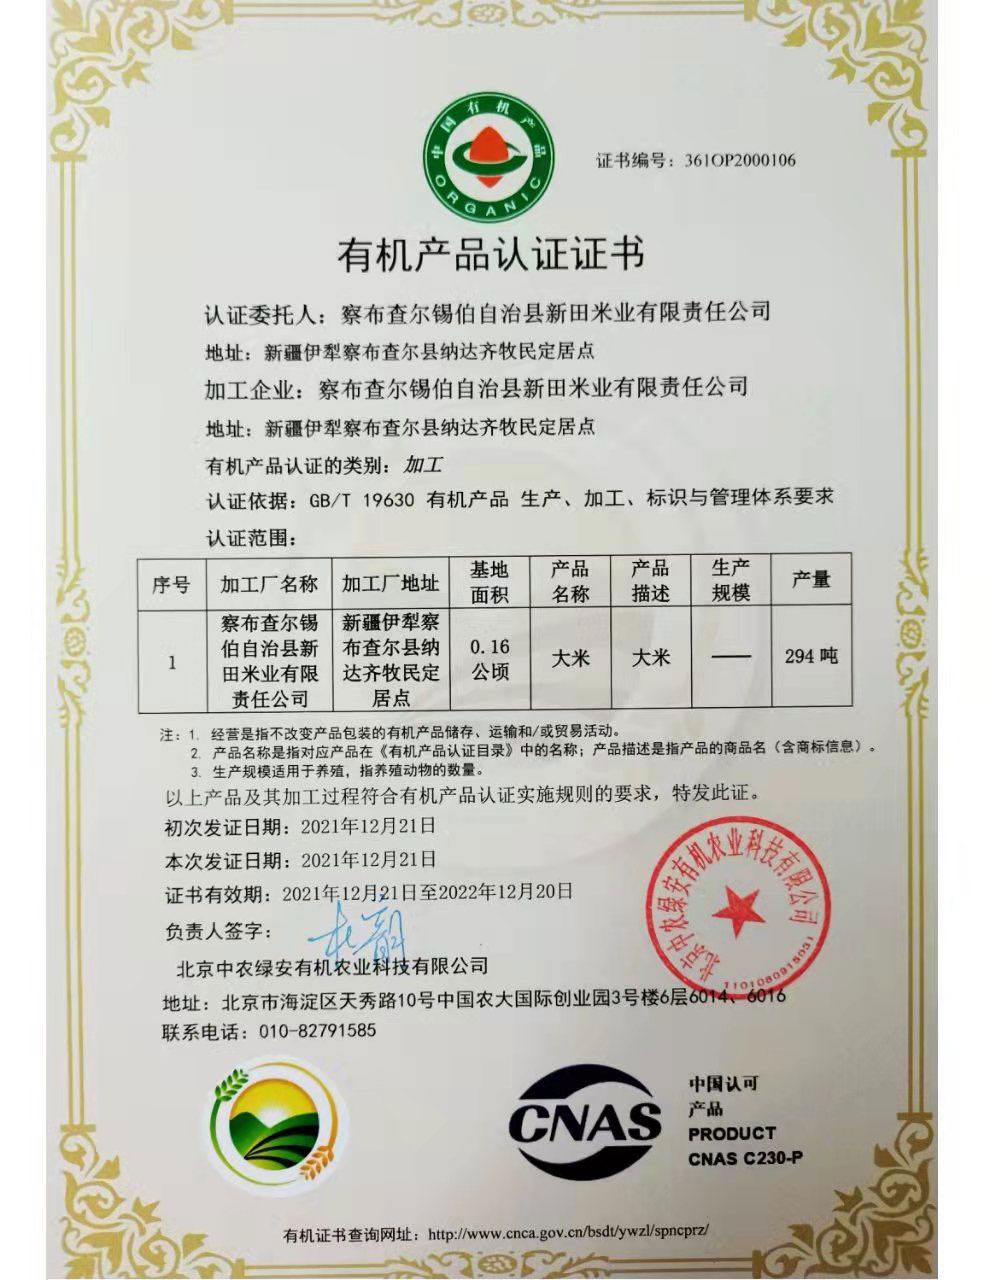 中国有机产品
ORGANIC
证书编号：361OP2000106
有机产品认证证书
认证委托人：察布查尔锡伯自治县新田米业有限责任公司
地址：新疆伊犁察布查尔县纳达齐牧民定居点
加工企业：察布查尔锡伯自治县新田米业有限责任公司
地址：新疆伊犁察布查尔县纳达齐牧民定居点
有机产品认证的类别：加工
认证依据：GB/T 19630 有机产品 生产、加工、标识与管理体系要求
认证范围：
序号 加工厂名称 加工厂地址 基地面积 产品名称 产品描述 生产规模 产量
1 察布查尔锡伯自治县新田米业有限责任公司 新疆伊犁察布查尔县纳达齐牧民定居点 0.16公顷 大米 大米 —— 294 吨
注：1. 经营是指不改变产品包装的有机产品储存、运输和/或贸易活动。
2. 产品名称是指对应产品在《有机产品认证目录》中的名称；产品描述是指产品的商品名（含商标信息）。
3. 生产规模适用于养殖，指养殖动物的数量。
以上产品及其加工过程符合有机产品认证实施规则的要求，特发此证。
初次发证日期：2021年12月21日
本次发证日期：2021年12月21日
证书有效期：2021年12月21日至2022年12月20日
负责人签字：
北京中农绿安有机农业科技有限公司
地址：北京市海淀区天秀路10号中国农大国际创业园3号楼6层6014、6016
联系电话：010-82791585
北京中农绿安有机农业科技有限公司
1101080915031
CNAS
中国认可
产品
PRODUCT
CNAS C230-P
有机证书查询网址：http://www.cnca.gov.cn/bsdt/ywzl/spncprz/